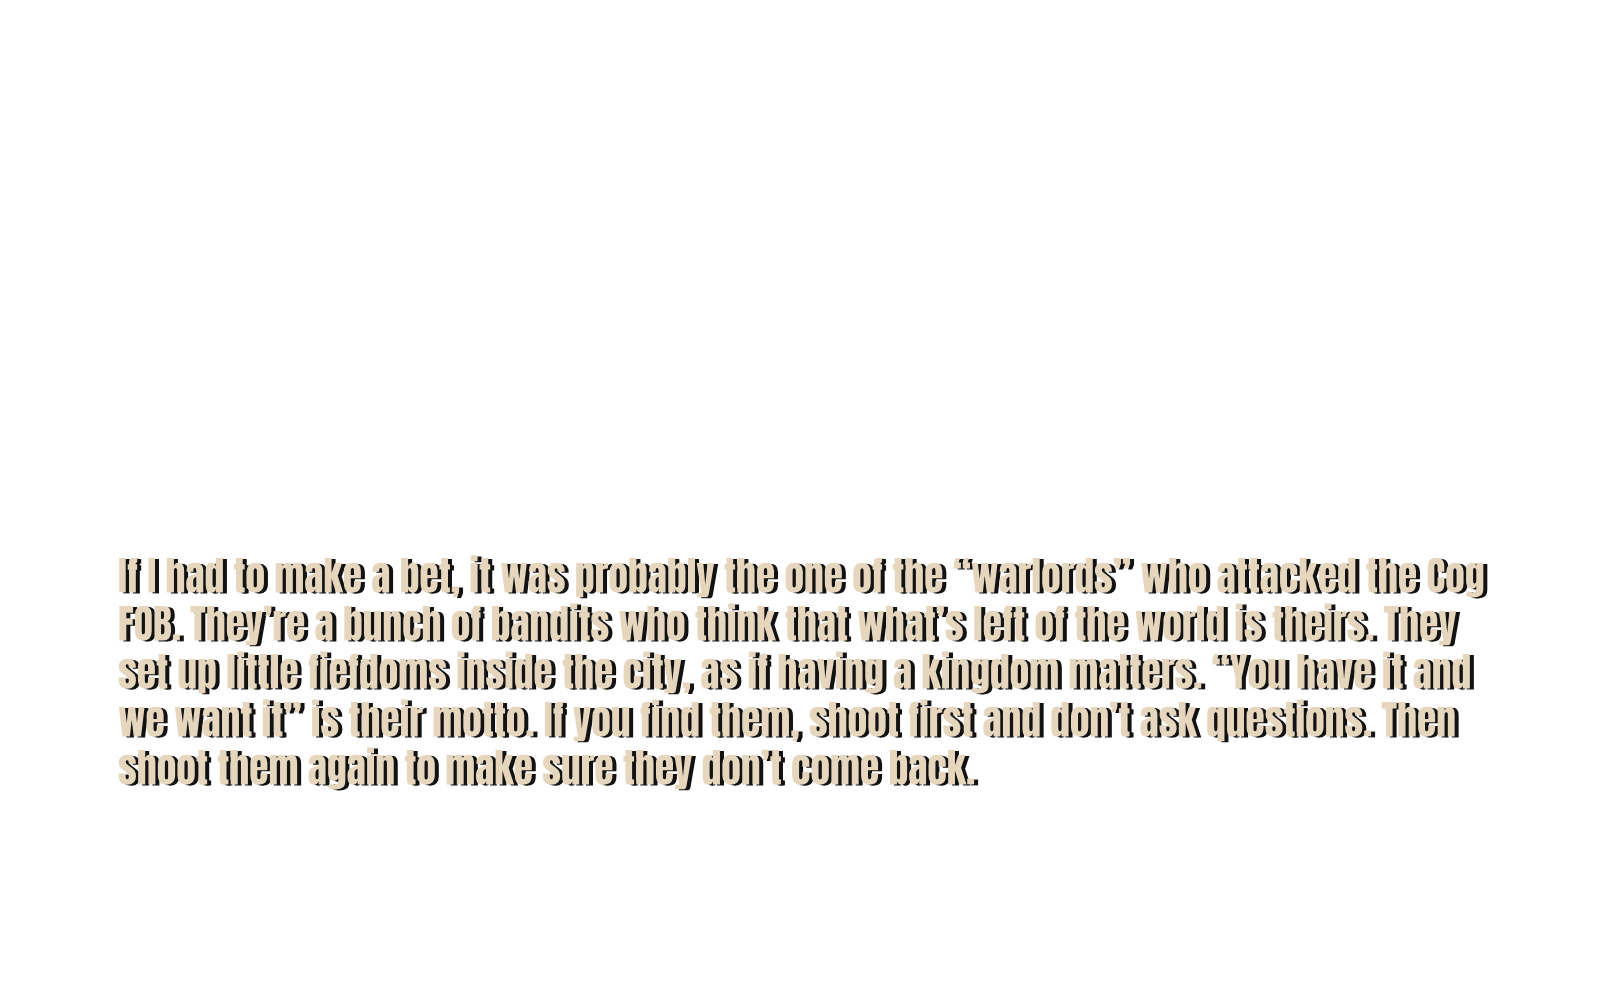 If I had to make a bet, it was probably the one of the “warlords” who attacked the Cog
FOB. They’re a bunch of bandits who think that what’s left of the world is theirs. They
set up little fiefdoms inside the city, as if having a kingdom matters. “You have it and
we want it” is their motto. If you find them, shoot first and don’t ask questions. Then
shoot them again to make sure they don’t come back.